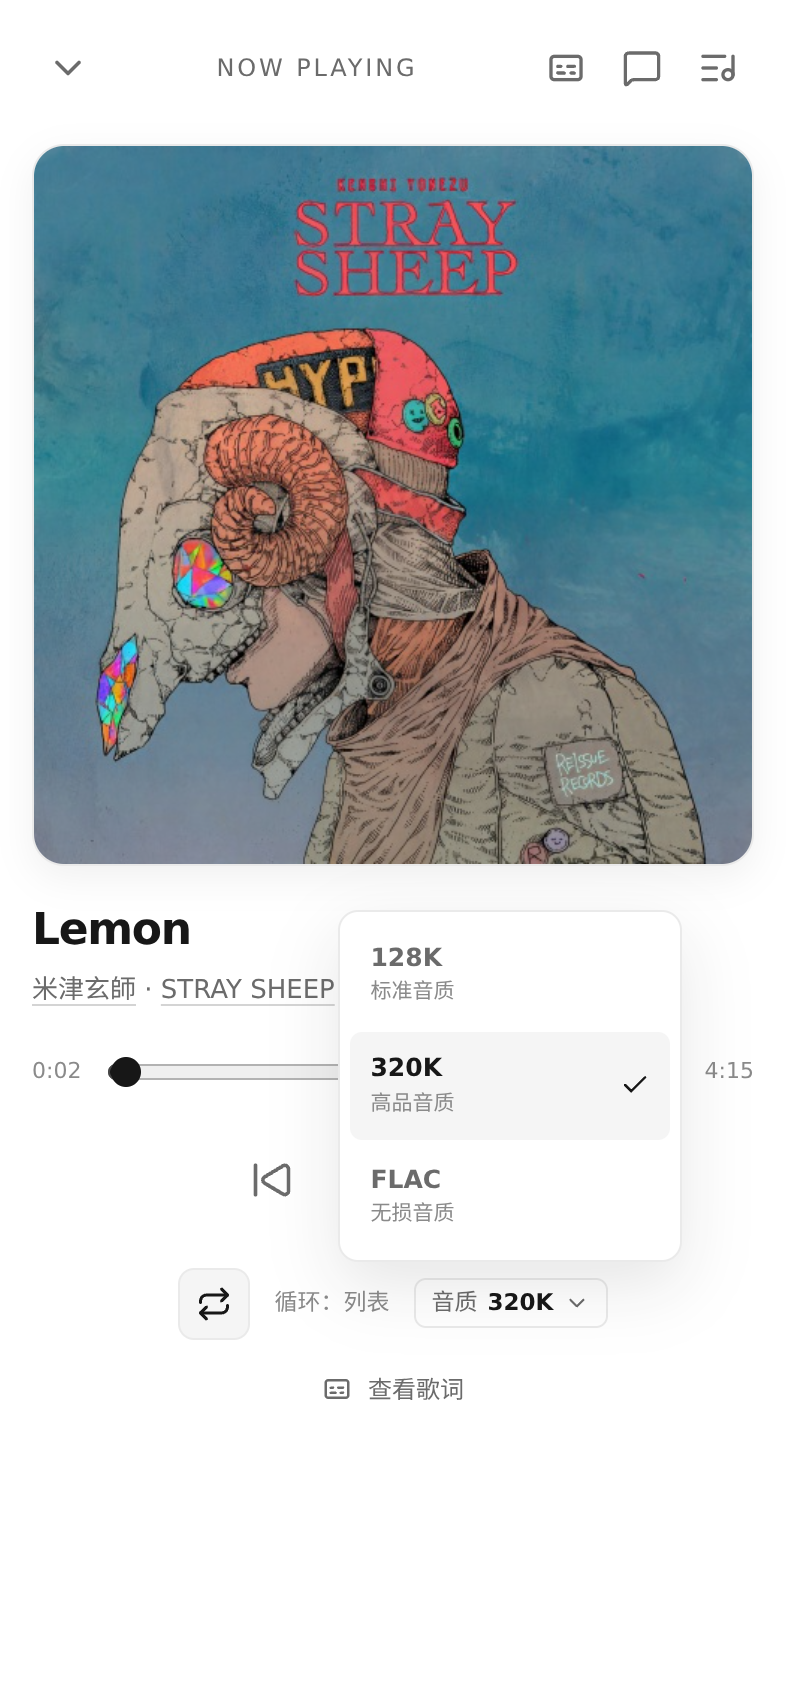 NOW PLAYING
KENSHI YONEZU
STRAY
SHEEP
HYP
REISSUE
RECORDS
R
Lemon
米津玄師 · STRAY SHEEP
128K
标准音质
0:02
4:15
320K
高品音质
FLAC
无损音质
循环：列表
音质 320K
查看歌词